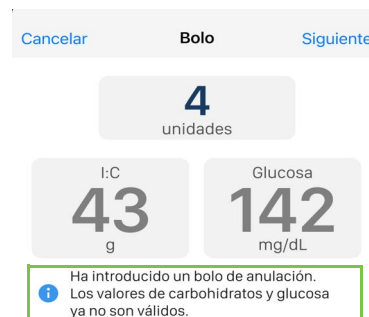 Cancelar Bolo Siguiente
4
unidades
I:C Glucosa
43 142
g mg/dL
Ha introducido un bolo de anulación.
Los valores de carbohidratos y glucosa
ya no son válidos.